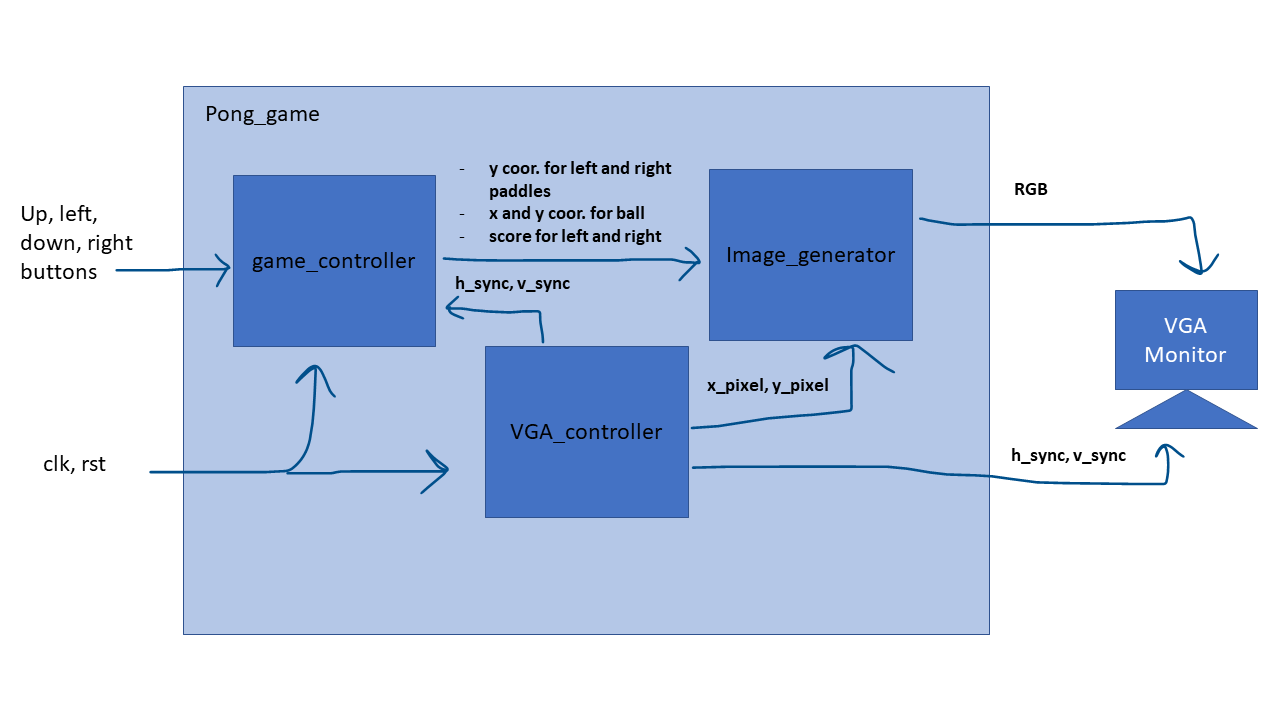 Pong_game
- y coor. for left and right
paddles
- x and y coor. for ball
- score for left and right
RGB
Up, left,
down, right
buttons
game_controller
Image_generator
h_sync, v_sync
VGA
Monitor
x_pixel, y_pixel
VGA_controller
clk, rst
h_sync, v_sync